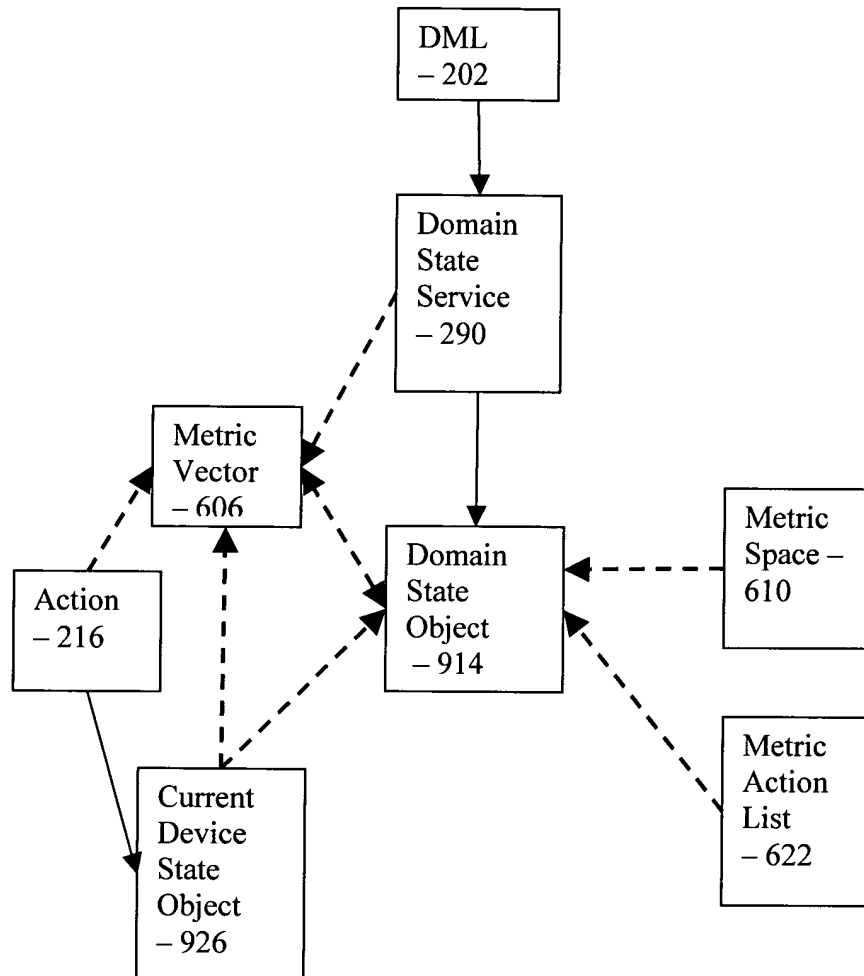 DML
– 202
Domain
State
Service
– 290
Metric
Vector
– 606
Domain
State
Object
– 914
Metric
Space –
610
Action
– 216
Metric
Action
List
– 622
Current
Device
State
Object
– 926